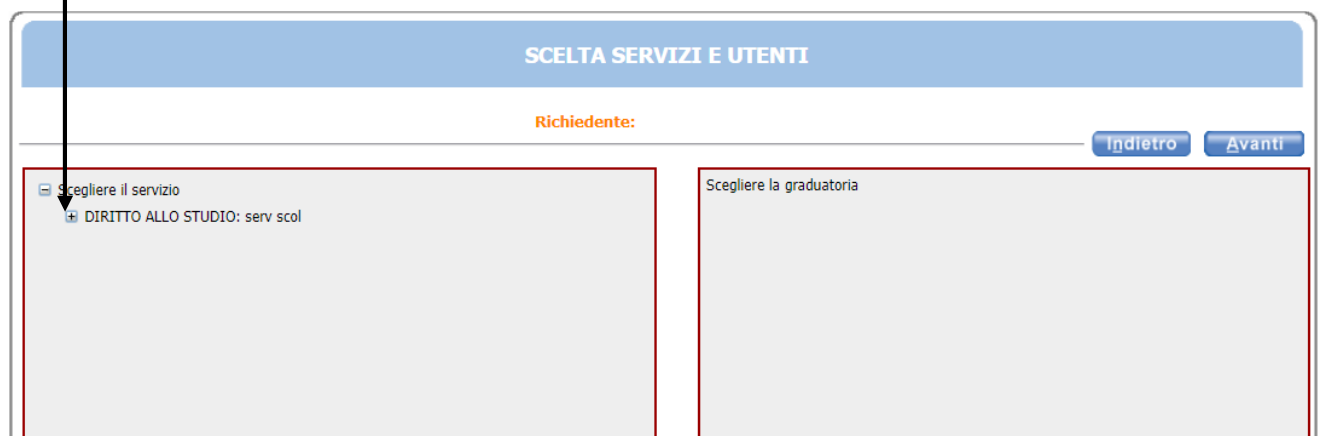 SCELTA SERVIZI E UTENTI
Richiedente:
Indietro
Avanti
Scegliere il servizio
DIRITTO ALLO STUDIO: serv scol
Scegliere la graduatoria